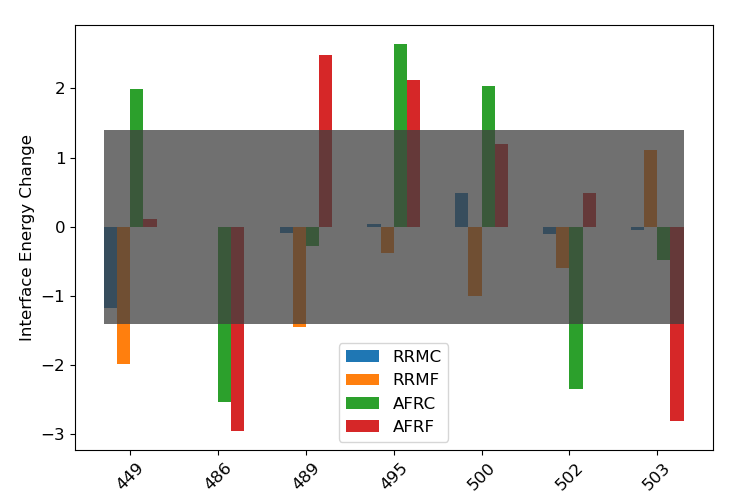 Interface Energy Change
2
1
0
−1
−2
−3
RRMC
RRMF
AFRC
AFRF
449
486
489
495
500
502
503